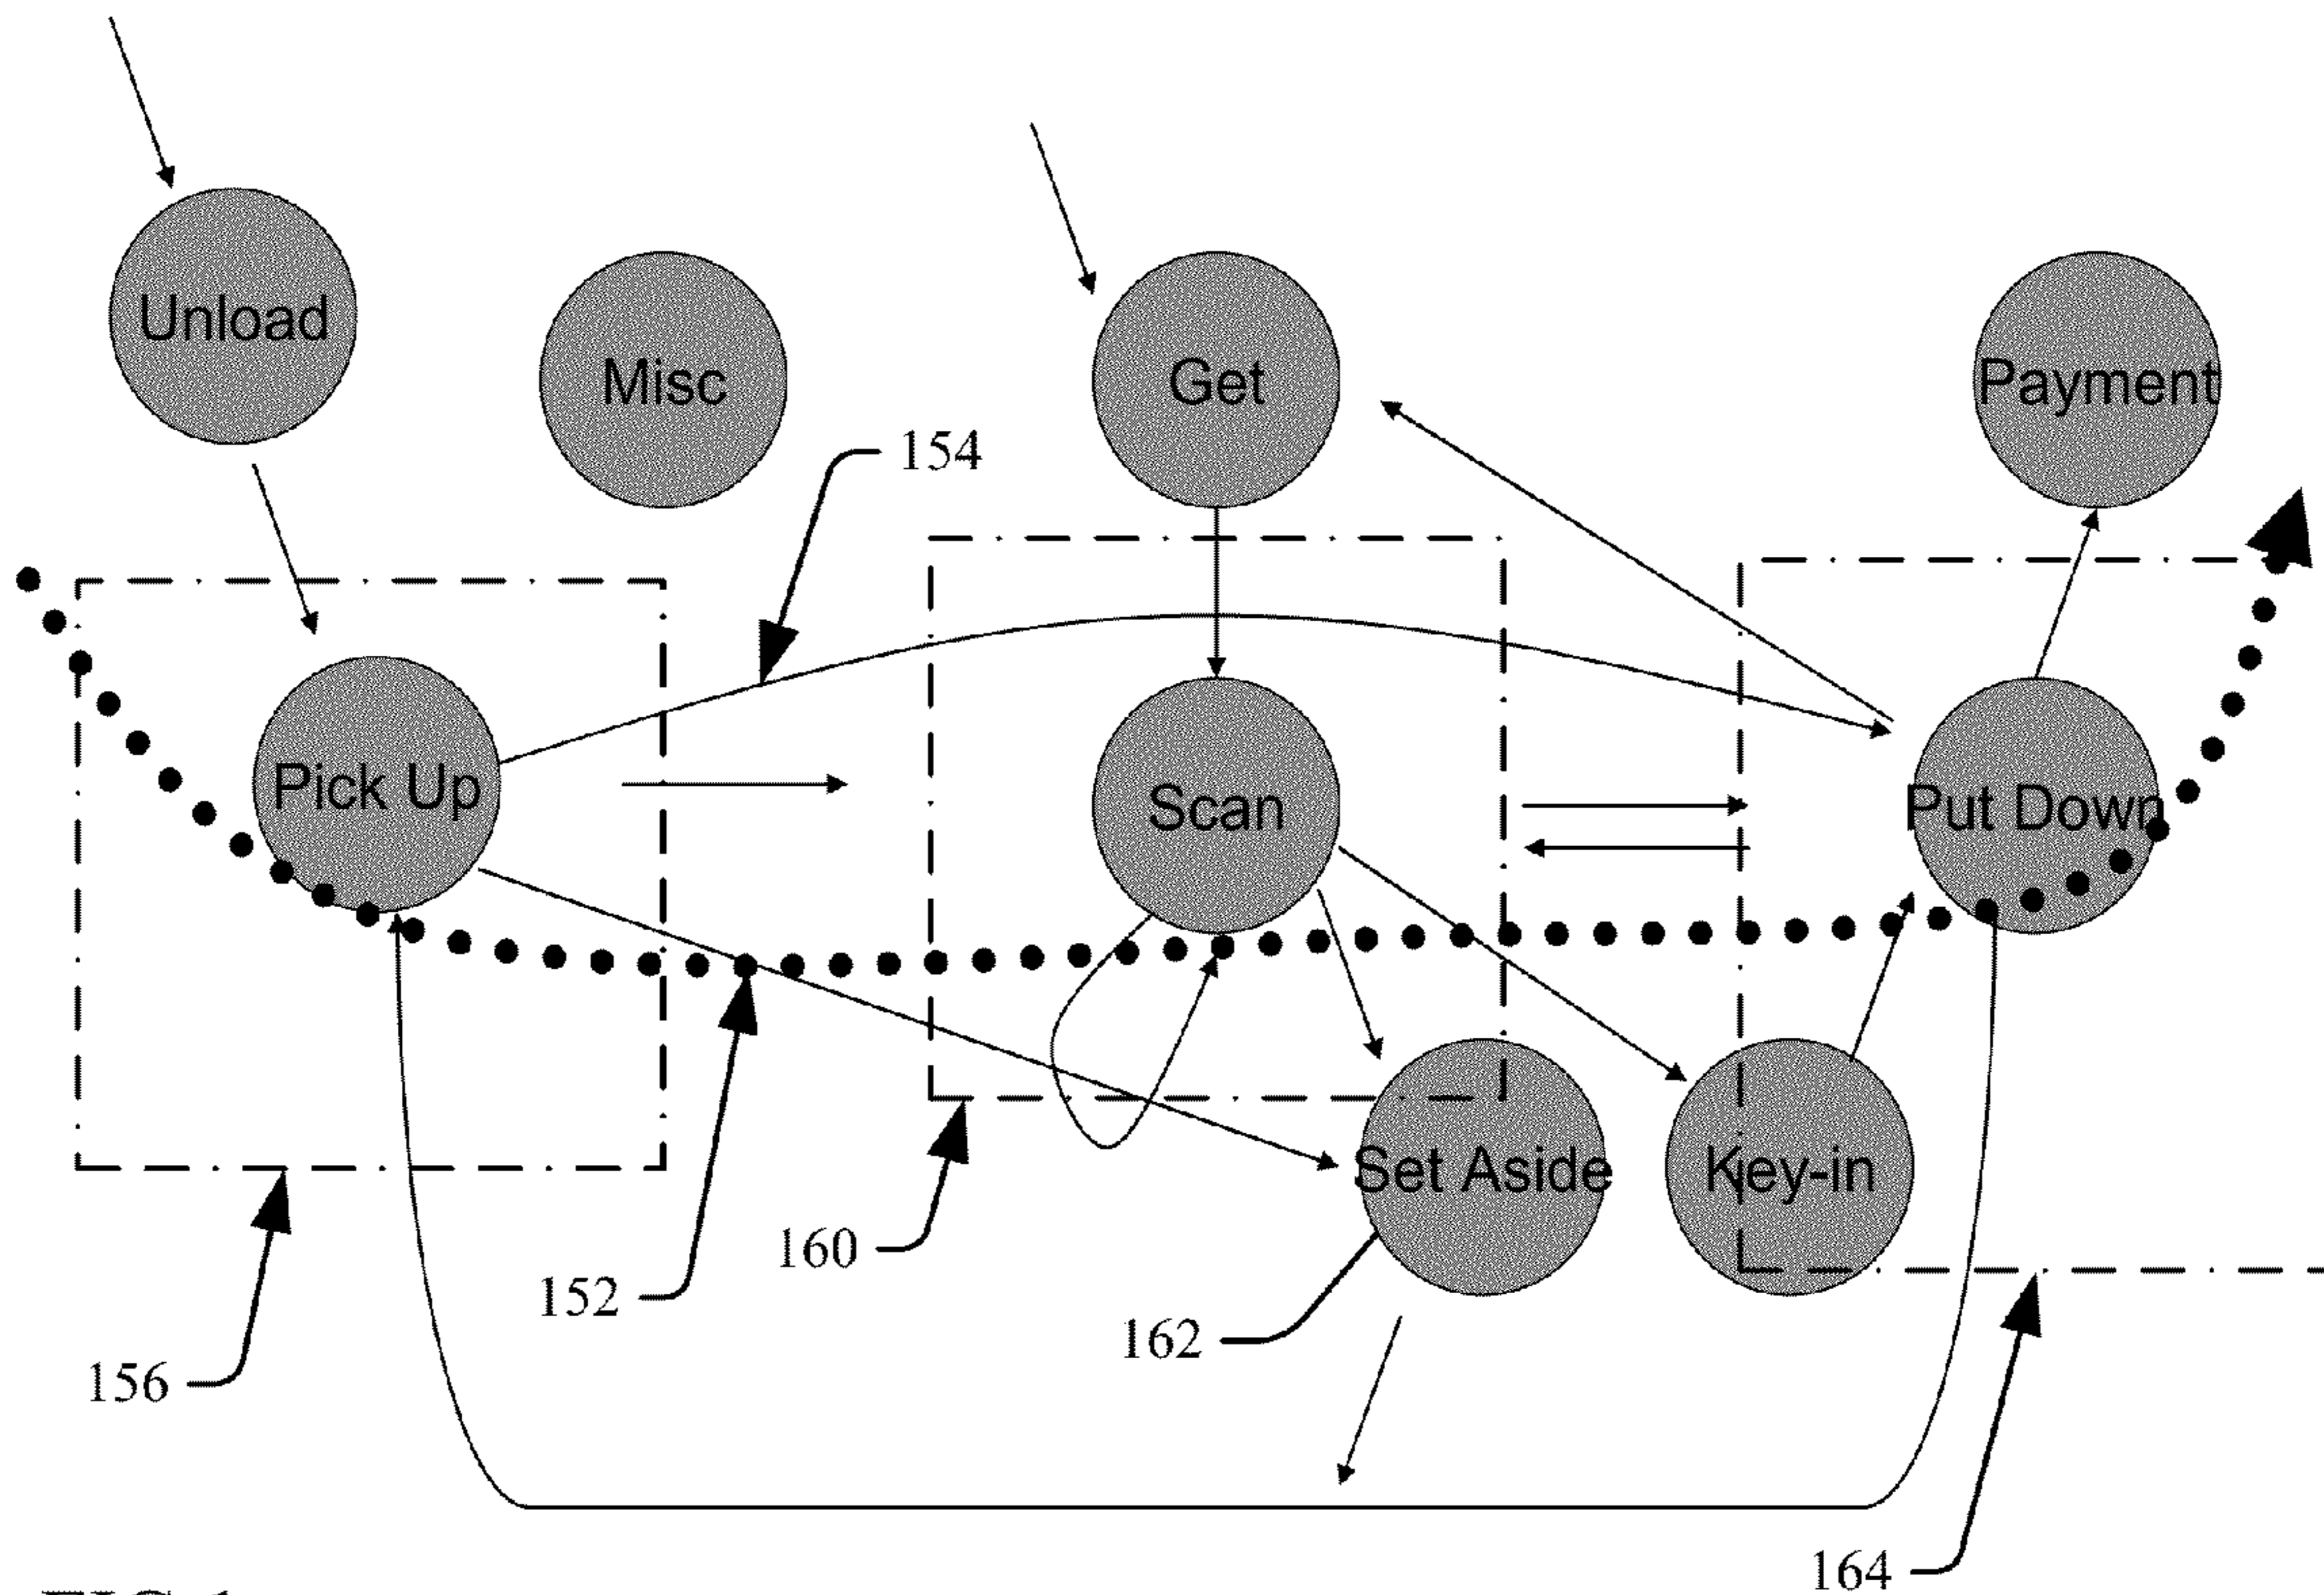 Unload
Misc
Get
Payment
154
Pick Up
Scan
Put Down
Set Aside
Key-in
160
152
162
156
164